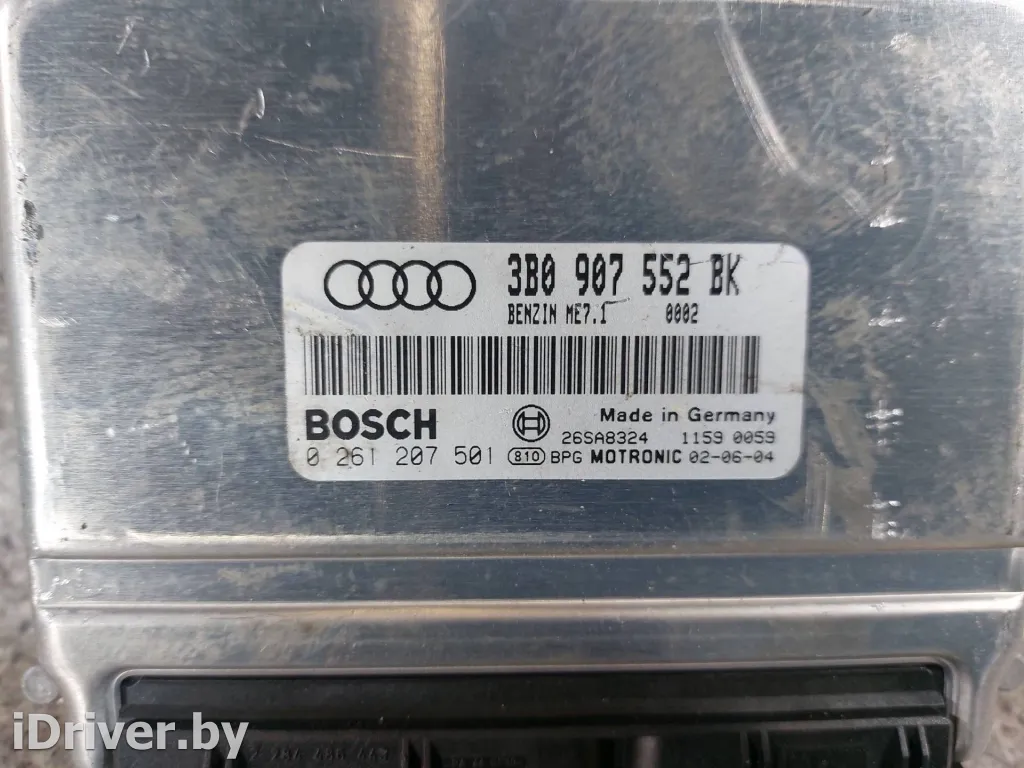 3B0 907 552 BK
BENZIN ME7.1 0002
BOSCH
Made in Germany
26SA8324 1159 0059
0 261 207 501 810 BPG MOTRONIC 02-06-04
iDriver.by